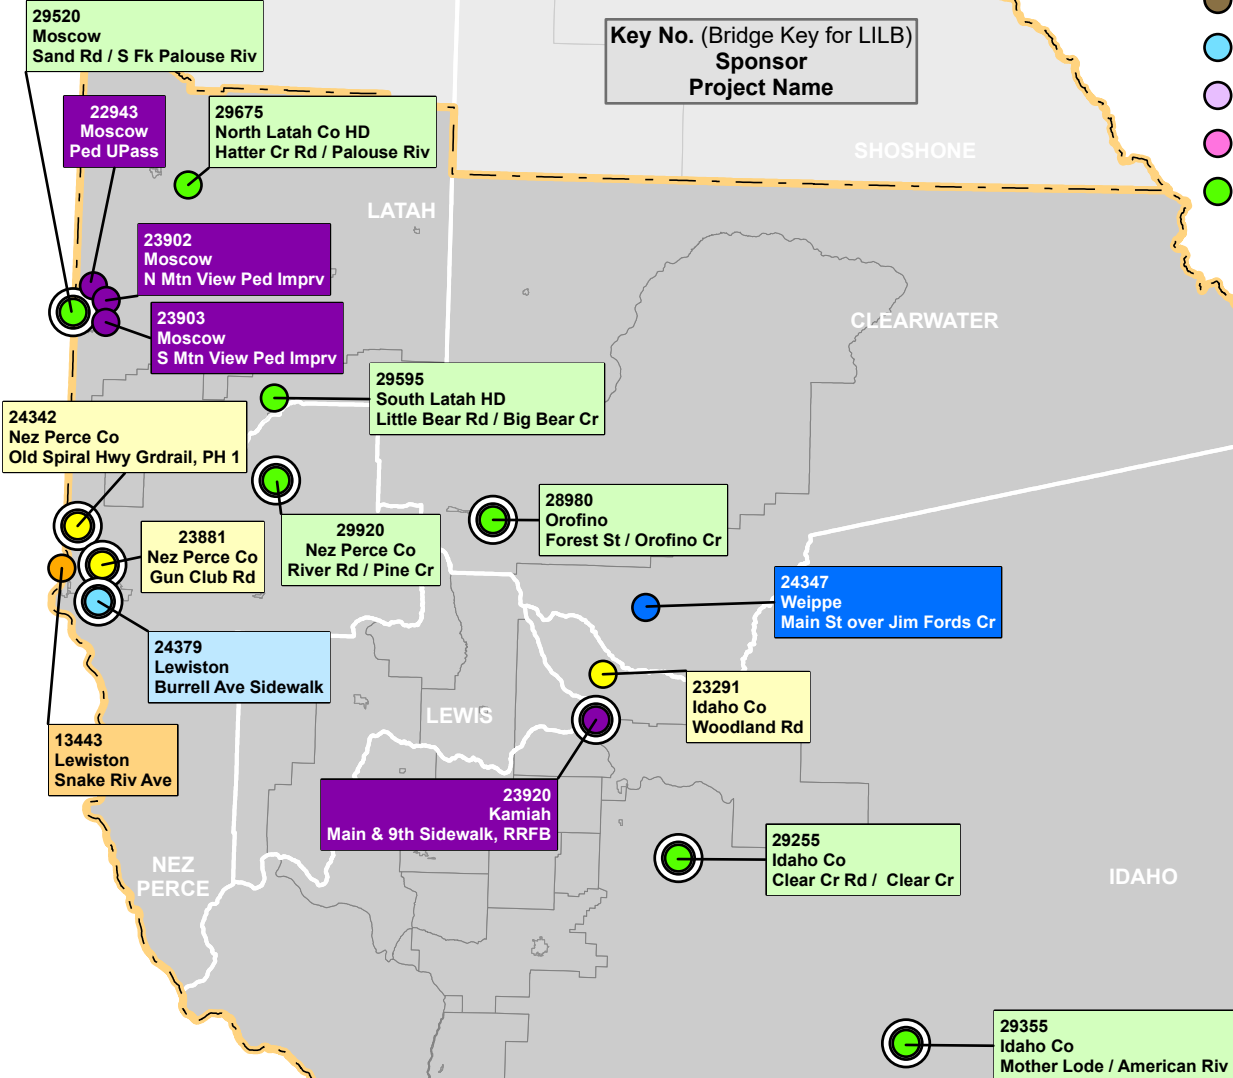 29520
Moscow
Sand Rd / S Fk Palouse Riv
Key No. (Bridge Key for LILB)
Sponsor
Project Name
22943
Moscow
Ped UPass
29675
North Latah Co HD
Hatter Cr Rd / Palouse Riv
SHOSHONE
LATAH
23902
Moscow
N Mtn View Ped Imprv
23903
Moscow
S Mtn View Ped Imprv
CLEARWATER
29595
South Latah HD
Little Bear Rd / Big Bear Cr
24342
Nez Perce Co
Old Spiral Hwy Grdrail, PH 1
28980
Orofino
Forest St / Orofino Cr
29920
Nez Perce Co
River Rd / Pine Cr
23881
Nez Perce Co
Gun Club Rd
24347
Weippe
Main St over Jim Fords Cr
24379
Lewiston
Burrell Ave Sidewalk
23291
Idaho Co
Woodland Rd
LEWIS
13443
Lewiston
Snake Riv Ave
23920
Kamiah
Main & 9th Sidewalk, RRFB
29255
Idaho Co
Clear Cr Rd /  Clear Cr
NEZ
PERCE
IDAHO
29355
Idaho Co
Mother Lode / American Riv